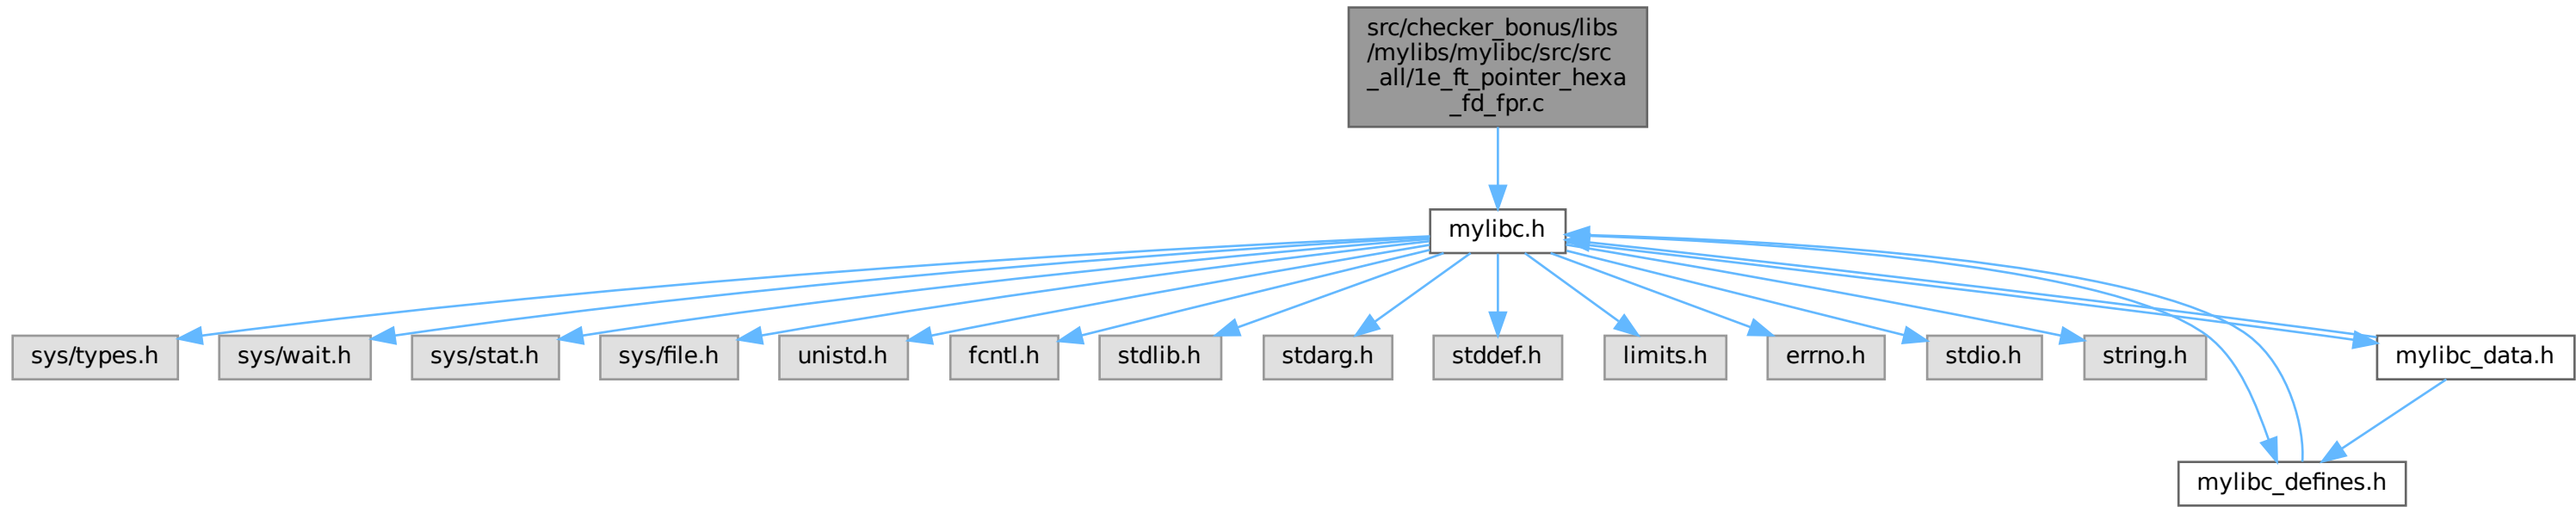 src/checker_bonus/libs
/mylibs/mylibc/src/src
_all/1e_ft_pointer_hexa
_fd_fpr.c
mylibc.h
sys/types.h
sys/wait.h
sys/stat.h
sys/file.h
unistd.h
fcntl.h
stdlib.h
stdarg.h
stddef.h
limits.h
errno.h
stdio.h
string.h
mylibc_data.h
mylibc_defines.h